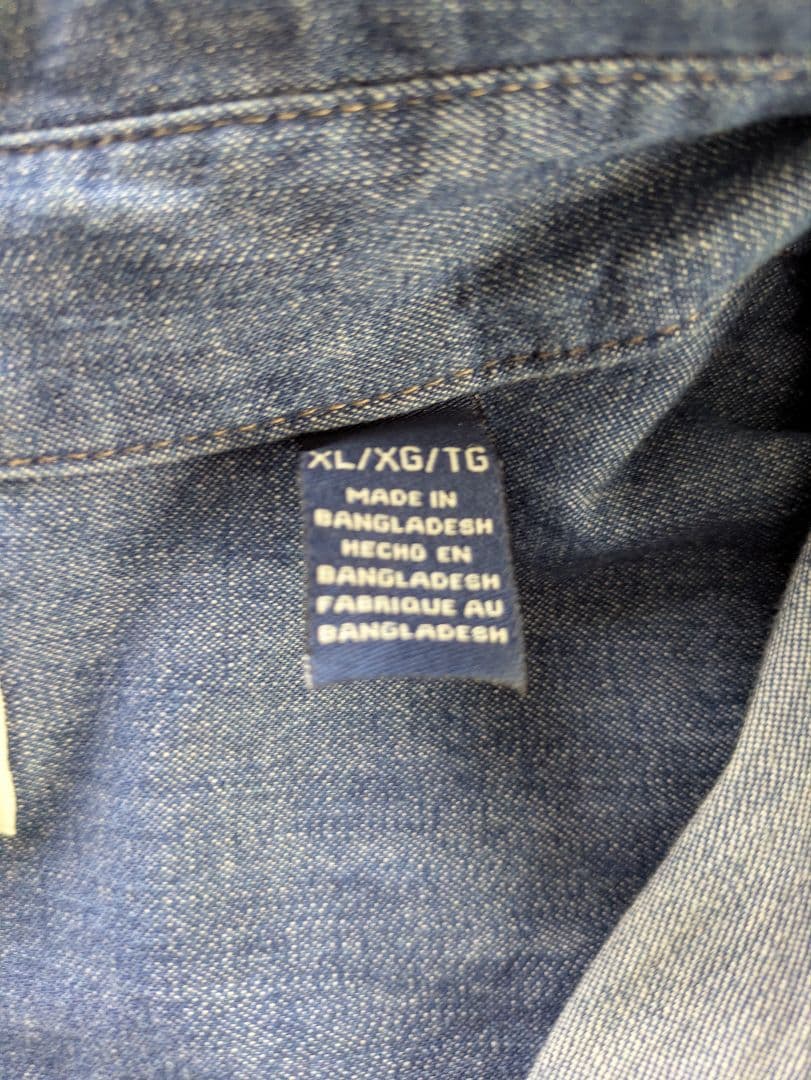 XL/XG/TG
MADE IN
BANGLADESH
HECHO EN
BANGLADESH
FABRIQUE AU
BANGLADESH